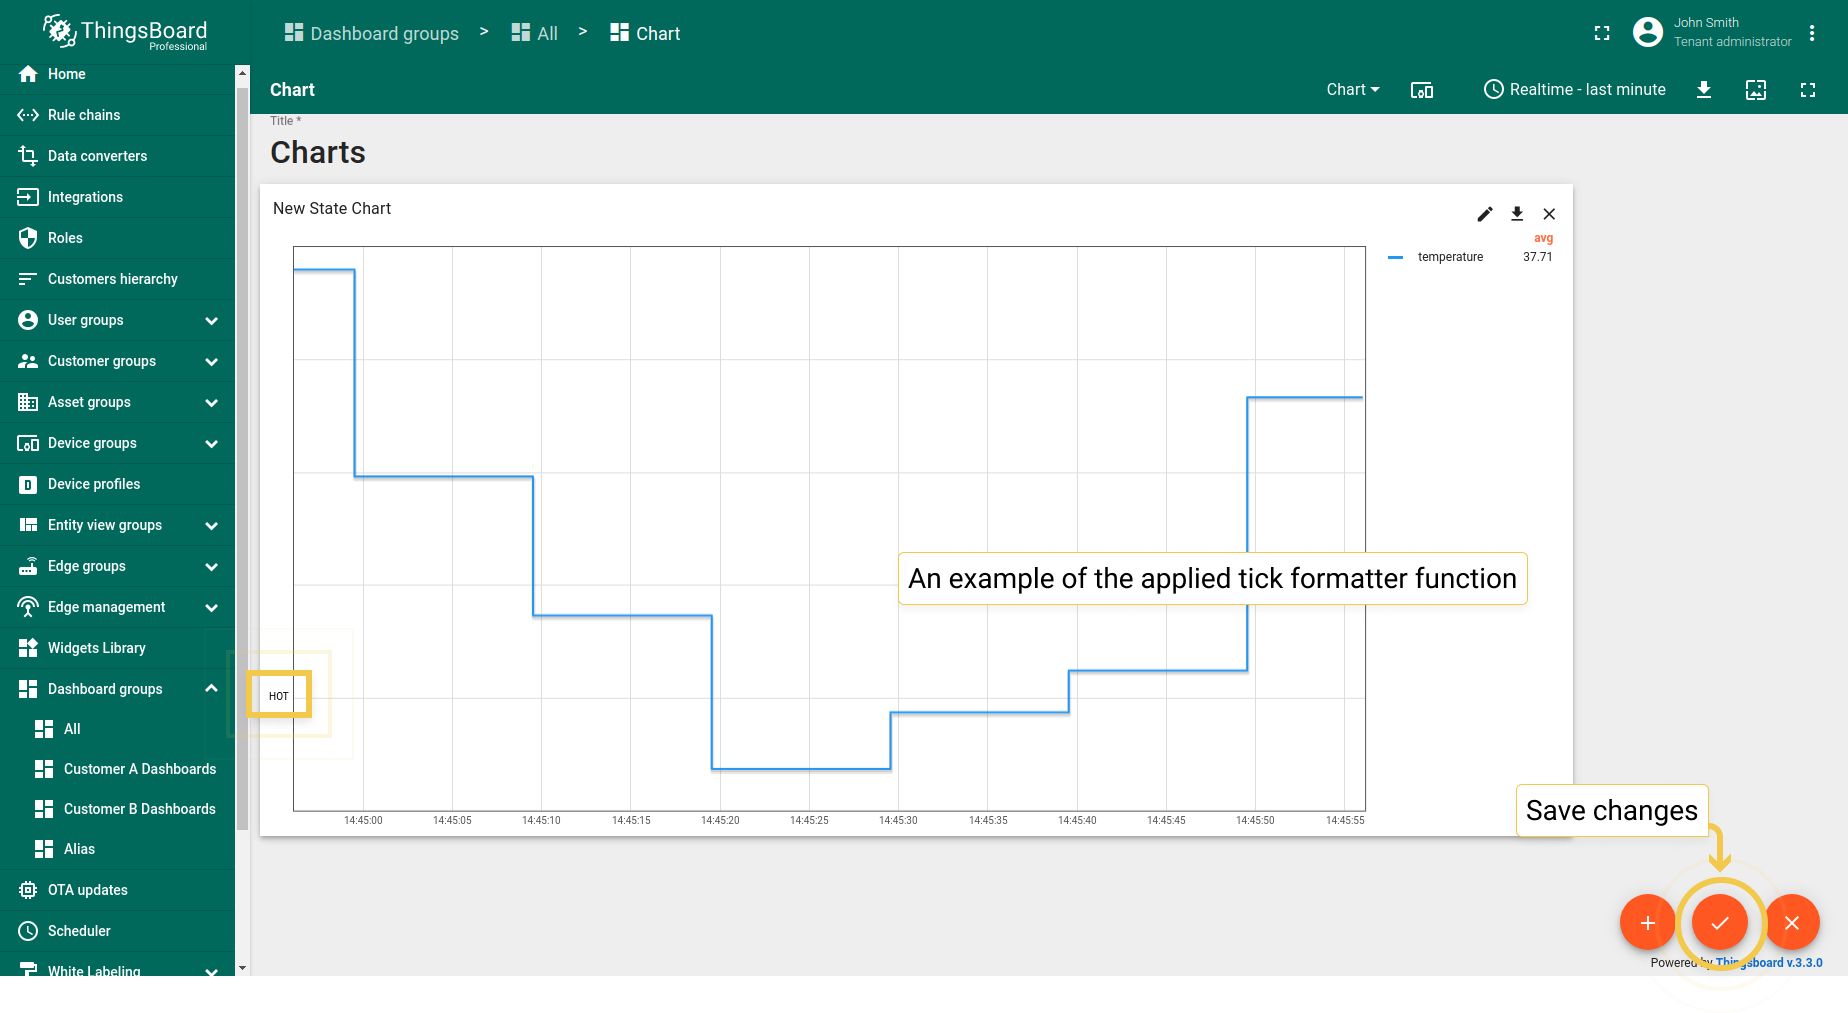 ThingsBoard
Professional
Dashboard groups > All > Chart
John Smith
Tenant administrator
Home
Rule chains
Data converters
Integrations
Roles
Customers hierarchy
User groups
Customer groups
Asset groups
Device groups
Device profiles
Entity view groups
Edge groups
Edge management
Widgets Library
Dashboard groups
All
Customer A Dashboards
Customer B Dashboards
Alias
OTA updates
Scheduler
White Labeling
Chart
Chart
Realtime - last minute
Title *
Charts
New State Chart
avg
temperature 37.71
An example of the applied tick formatter function
HOT
14:45:00 14:45:05 14:45:10 14:45:15 14:45:20 14:45:25 14:45:30 14:45:35 14:45:40 14:45:45 14:45:50 14:45:55
Save changes
Powered by Thingsboard v.3.3.0